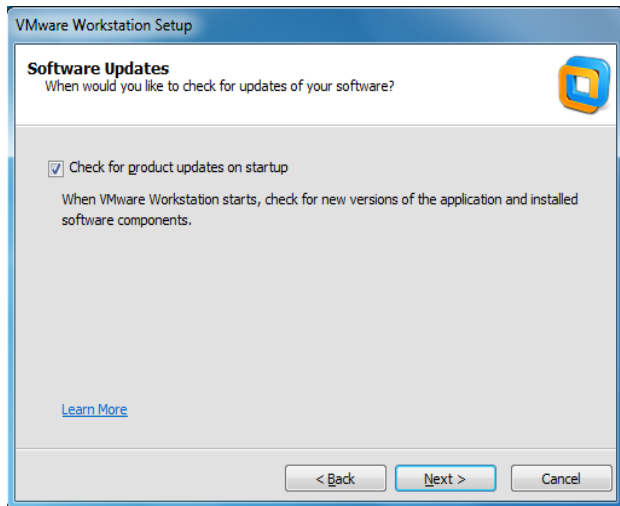 VMware Workstation Setup
Software Updates
When would you like to check for updates of your software?
Check for product updates on startup
When VMware Workstation starts, check for new versions of the application and installed
software components.
Learn More
< Back Next > Cancel